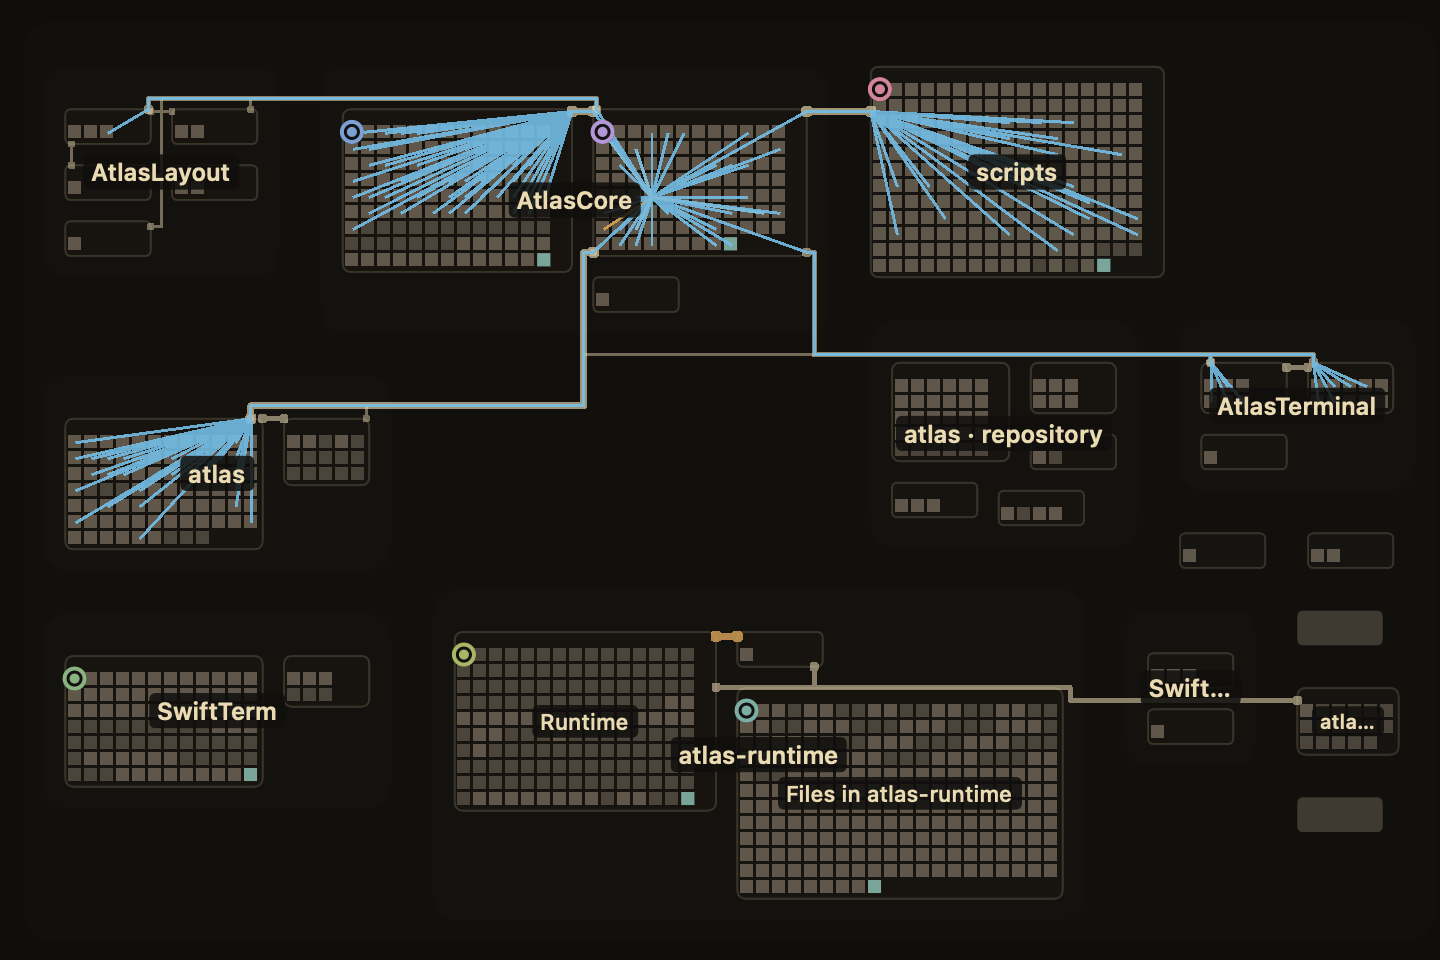 AtlasLayout
AtlasCore
scripts
AtlasTerminal
atlas · repository
atlas
SwiftTerm
Runtime
atlas-runtime
Files in atlas-runtime
Swift...
atla...